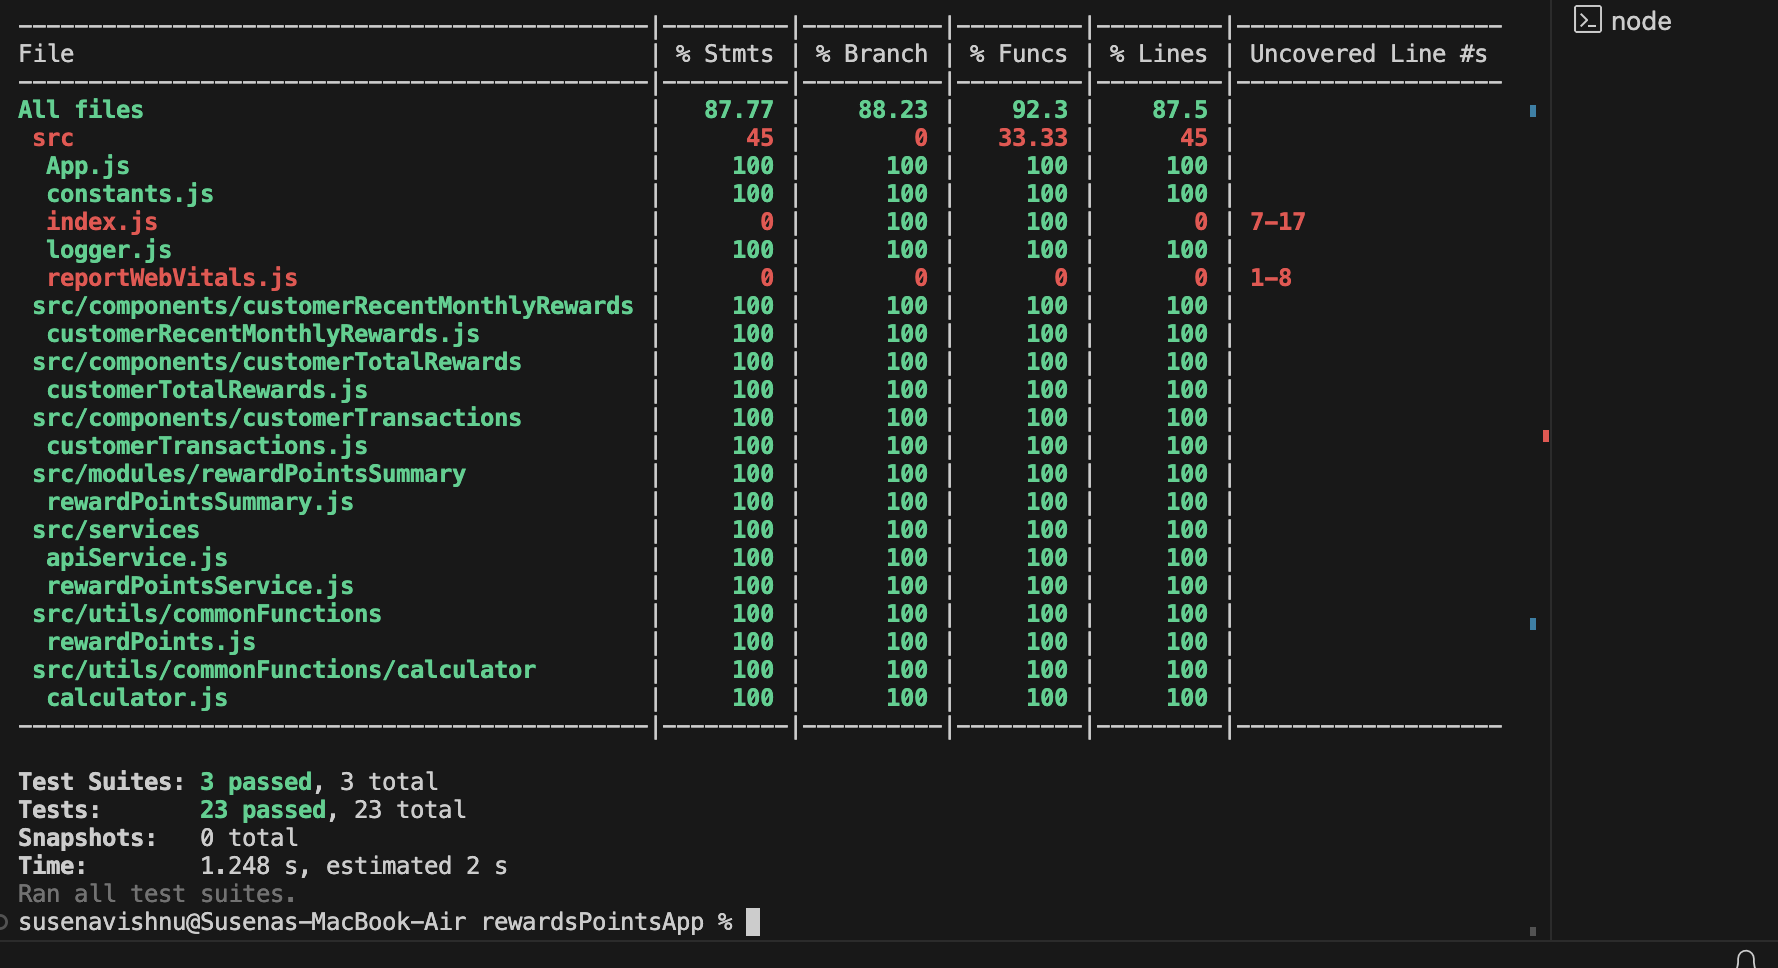 File | % Stmts | % Branch | % Funcs | % Lines | Uncovered Line #s
All files | 87.77 | 88.23 | 92.3 | 87.5 |
src | 45 | 0 | 33.33 | 45 |
App.js | 100 | 100 | 100 | 100 |
constants.js | 100 | 100 | 100 | 100 |
index.js | 0 | 100 | 100 | 0 | 7-17
logger.js | 100 | 100 | 100 | 100 |
reportWebVitals.js | 0 | 0 | 0 | 0 | 1-8
src/components/customerRecentMonthlyRewards | 100 | 100 | 100 | 100 |
customerRecentMonthlyRewards.js | 100 | 100 | 100 | 100 |
src/components/customerTotalRewards | 100 | 100 | 100 | 100 |
customerTotalRewards.js | 100 | 100 | 100 | 100 |
src/components/customerTransactions | 100 | 100 | 100 | 100 |
customerTransactions.js | 100 | 100 | 100 | 100 |
src/modules/rewardPointsSummary | 100 | 100 | 100 | 100 |
rewardPointsSummary.js | 100 | 100 | 100 | 100 |
src/services | 100 | 100 | 100 | 100 |
apiService.js | 100 | 100 | 100 | 100 |
rewardPointsService.js | 100 | 100 | 100 | 100 |
src/utils/commonFunctions | 100 | 100 | 100 | 100 |
rewardPoints.js | 100 | 100 | 100 | 100 |
src/utils/commonFunctions/calculator | 100 | 100 | 100 | 100 |
calculator.js | 100 | 100 | 100 | 100 |
Test Suites: 3 passed, 3 total
Tests: 23 passed, 23 total
Snapshots: 0 total
Time: 1.248 s, estimated 2 s
Ran all test suites.
susenavishnu@Susenas-MacBook-Air rewardsPointsApp %
node